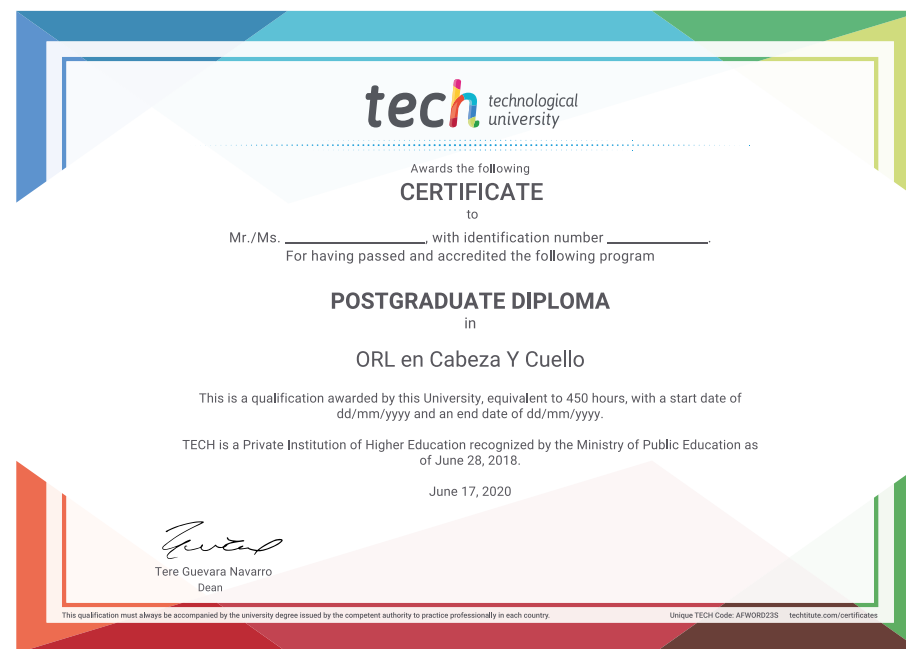 tech technological
university
Awards the following
CERTIFICATE
to
Mr./Ms. ____________________, with identification number ______________.
For having passed and accredited the following program
POSTGRADUATE DIPLOMA
in
ORL en Cabeza Y Cuello
This is a qualification awarded by this University, equivalent to 450 hours, with a start date of
dd/mm/yyyy and an end date of dd/mm/yyyy.
TECH is a Private Institution of Higher Education recognized by the Ministry of Public Education as
of June 28, 2018.
June 17, 2020
Tere Guevara Navarro
Dean
This qualification must always be accompanied by the university degree issued by the competent authority to practice professionally in each country.
Unique TECH Code: AFWORD23S techtitute.com/certificates